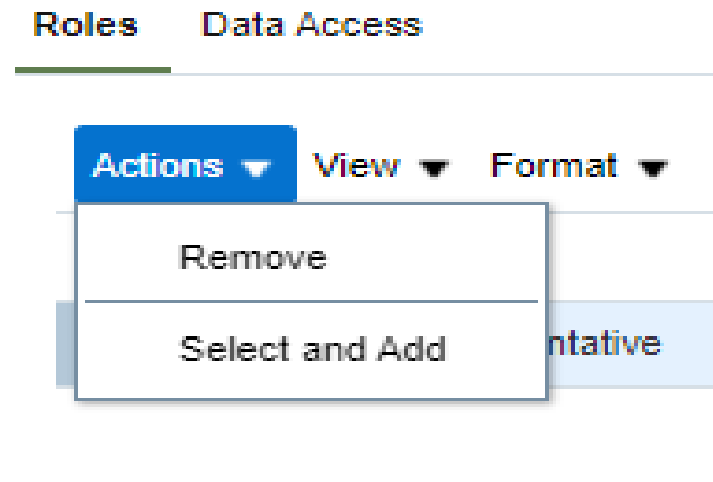 Roles Data Access
Actions View Format
Remove
Select and Add
ntative